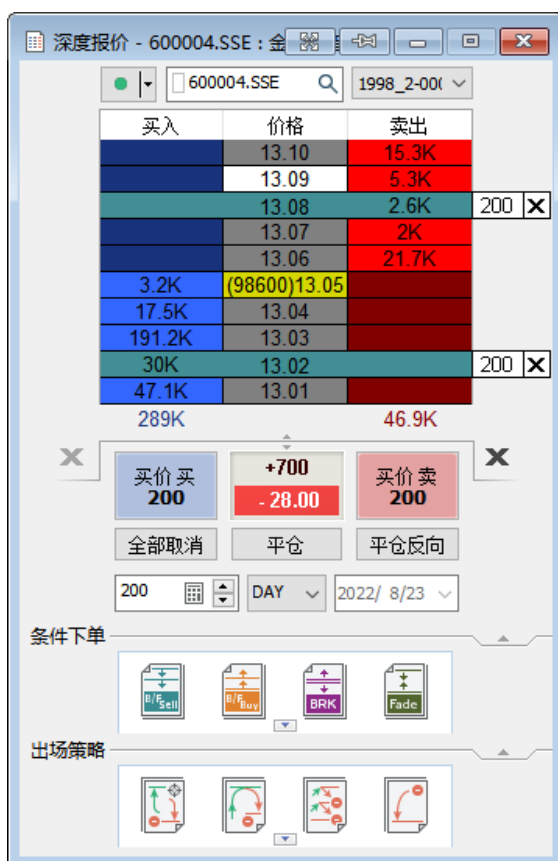 深度报价 - 600004.SSE : 金
600004.SSE 1998_2-00(
买入 价格 卖出
13.10 15.3K
13.09 5.3K
13.08 2.6K 200
13.07 2K
13.06 21.7K
3.2K (98600)13.05
17.5K 13.04
191.2K 13.03
30K 13.02 200
47.1K 13.01
289K 46.9K
买价 买 +700 买价 卖
200 - 28.00 200
全部取消 平仓 平仓反向
200 DAY 2022/ 8/23
条件下单
B/F Sell B/F Buy BRK Fade
出场策略